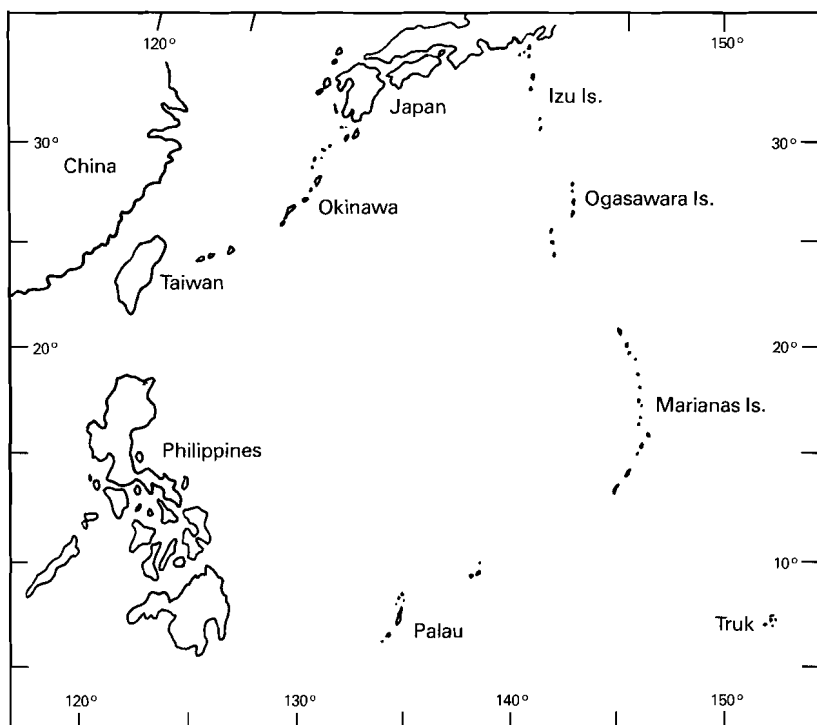 120° 150°
Izu Is.
Japan
30° 30°
China
Ogasawara Is.
Okinawa
Taiwan
20° 20°
Marianas Is.
Philippines
10° 10°
Truk
Palau
120° 130° 140° 150°